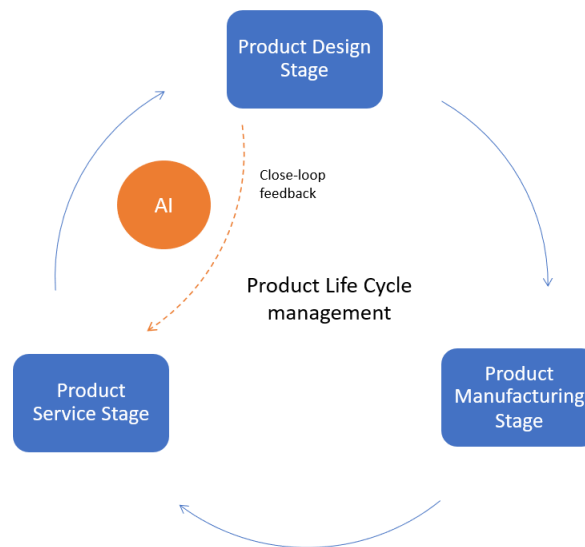 Product Design
Stage
AI
Close-loop
feedback
Product Life Cycle
management
Product
Service Stage
Product
Manufacturing
Stage